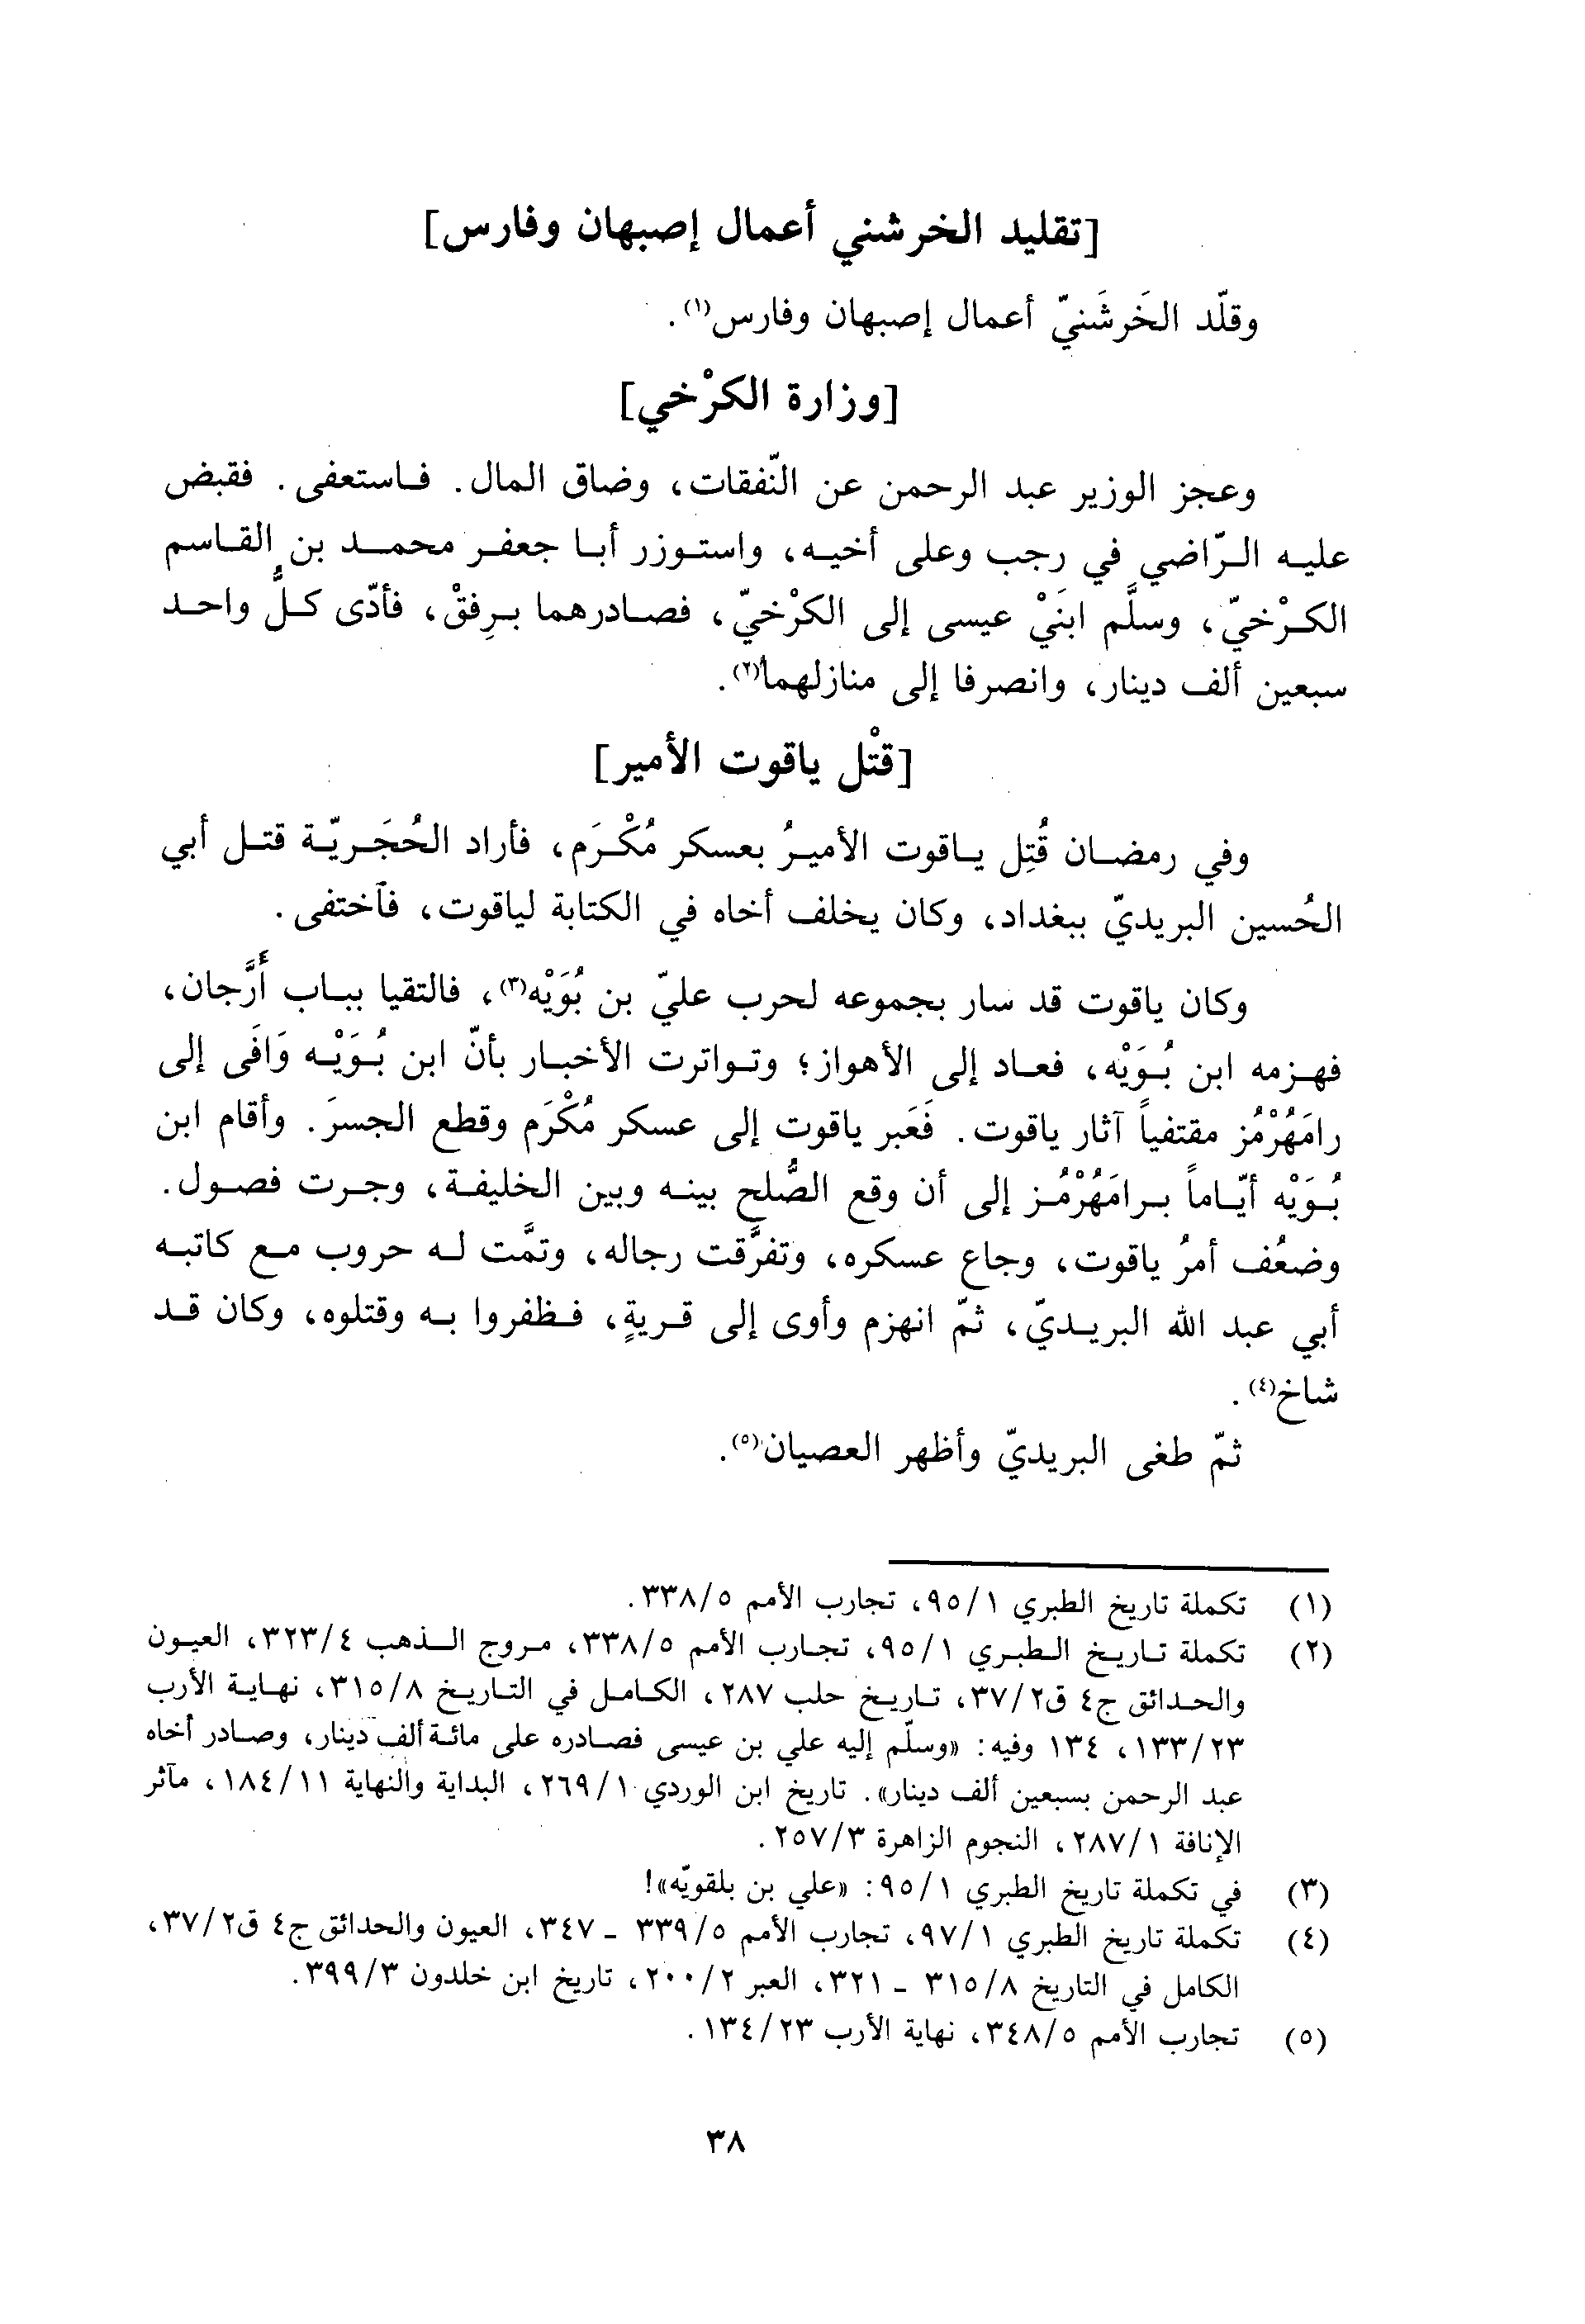 [تقليد الخرشني أعمال إصبهان وفارس]
وقلّد الخَرشَنيّ أعمال إصبهان وفارس(١).
[وزارة الكرْخي]
وعجز الوزير عبد الرحمن عن النّفقات، وضاق المال. فاستعفى. فقبض
عليه الرّاضي في رجب وعلى أخيه، واستوزر أبا جعفر محمد بن القاسم
الكرْخيّ، وسلَّم ابنَيْ عيسى إلى الكرْخيّ، فصادرهما برِفقْ، فأدّى كلُّ واحد
سبعين ألف دينار، وانصرفا إلى منازلهما(٢).
[قتْل ياقوت الأمير]
وفي رمضان قُتِل ياقوت الأميرُ بعسكر مُكْرَم، فأراد الحُجَريّة قتل أبي
الحُسين البريديّ ببغداد، وكان يخلف أخاه في الكتابة لياقوت، فآختفى.
وكان ياقوت قد سار بجموعه لحرب عليّ بن بُوَيْه(٣)، فالتقيا بباب أَرَّجان،
فهزمه ابن بُوَيْه، فعاد إلى الأهواز؛ وتواترت الأخبار بأنّ ابن بُوَيْه وَافَى إلى
رامَهُرْمُز مقتفياً آثار ياقوت. فَعَبر ياقوت إلى عسكر مُكْرَم وقطع الجسرَ. وأقام ابن
بُوَيْه أيّاماً برامَهُرْمُز إلى أن وقع الصُّلح بينه وبين الخليفة، وجرت فصول.
وضعُف أمرُ ياقوت، وجاع عسكره، وتفرَّقت رجاله، وتمَّت له حروب مع كاتبه
أبي عبد الله البريديّ، ثمّ انهزم وأوى إلى قريةٍ، فظفروا به وقتلوه، وكان قد
شاخ(٤).
ثمّ طغى البريديّ وأظهر العصيان(٥).
(١) تكملة تاريخ الطبري ٩٥/١، تجارب الأمم ٣٣٨/٥.
(٢) تكملة تاريخ الطبري ٩٥/١، تجارب الأمم ٣٣٨/٥، مروج الذهب ٣٢٣/٤، العيون
والحدائق ج٤ ق٣٧/٢، تاريخ حلب ٢٨٧، الكامل في التاريخ ٣١٥/٨، نهاية الأرب
١٣٣/٢٣، ١٣٤ وفيه: «وسلّم إليه علي بن عيسى فصادره على مائة ألف دينار، وصادر أخاه
عبد الرحمن بسبعين ألف دينار». تاريخ ابن الوردي ٢٦٩/١، البداية والنهاية ١٨٤/١١، مآثر
الإنافة ٢٨٧/١، النجوم الزاهرة ٢٥٧/٣.
(٣) في تكملة تاريخ الطبري ٩٥/١: «علي بن بلقويّه»!
(٤) تكملة تاريخ الطبري ٩٧/١، تجارب الأمم ٣٣٩/٥ ـ ٣٤٧، العيون والحدائق ج٤ ق٣٧/٢،
الكامل في التاريخ ٣١٥/٨ ـ ٣٢١، العبر ٢٠٠/٢، تاريخ ابن خلدون ٣٩٩/٣.
(٥) تجارب الأمم ٣٤٨/٥، نهاية الأرب ١٣٤/٢٣.
٣٨